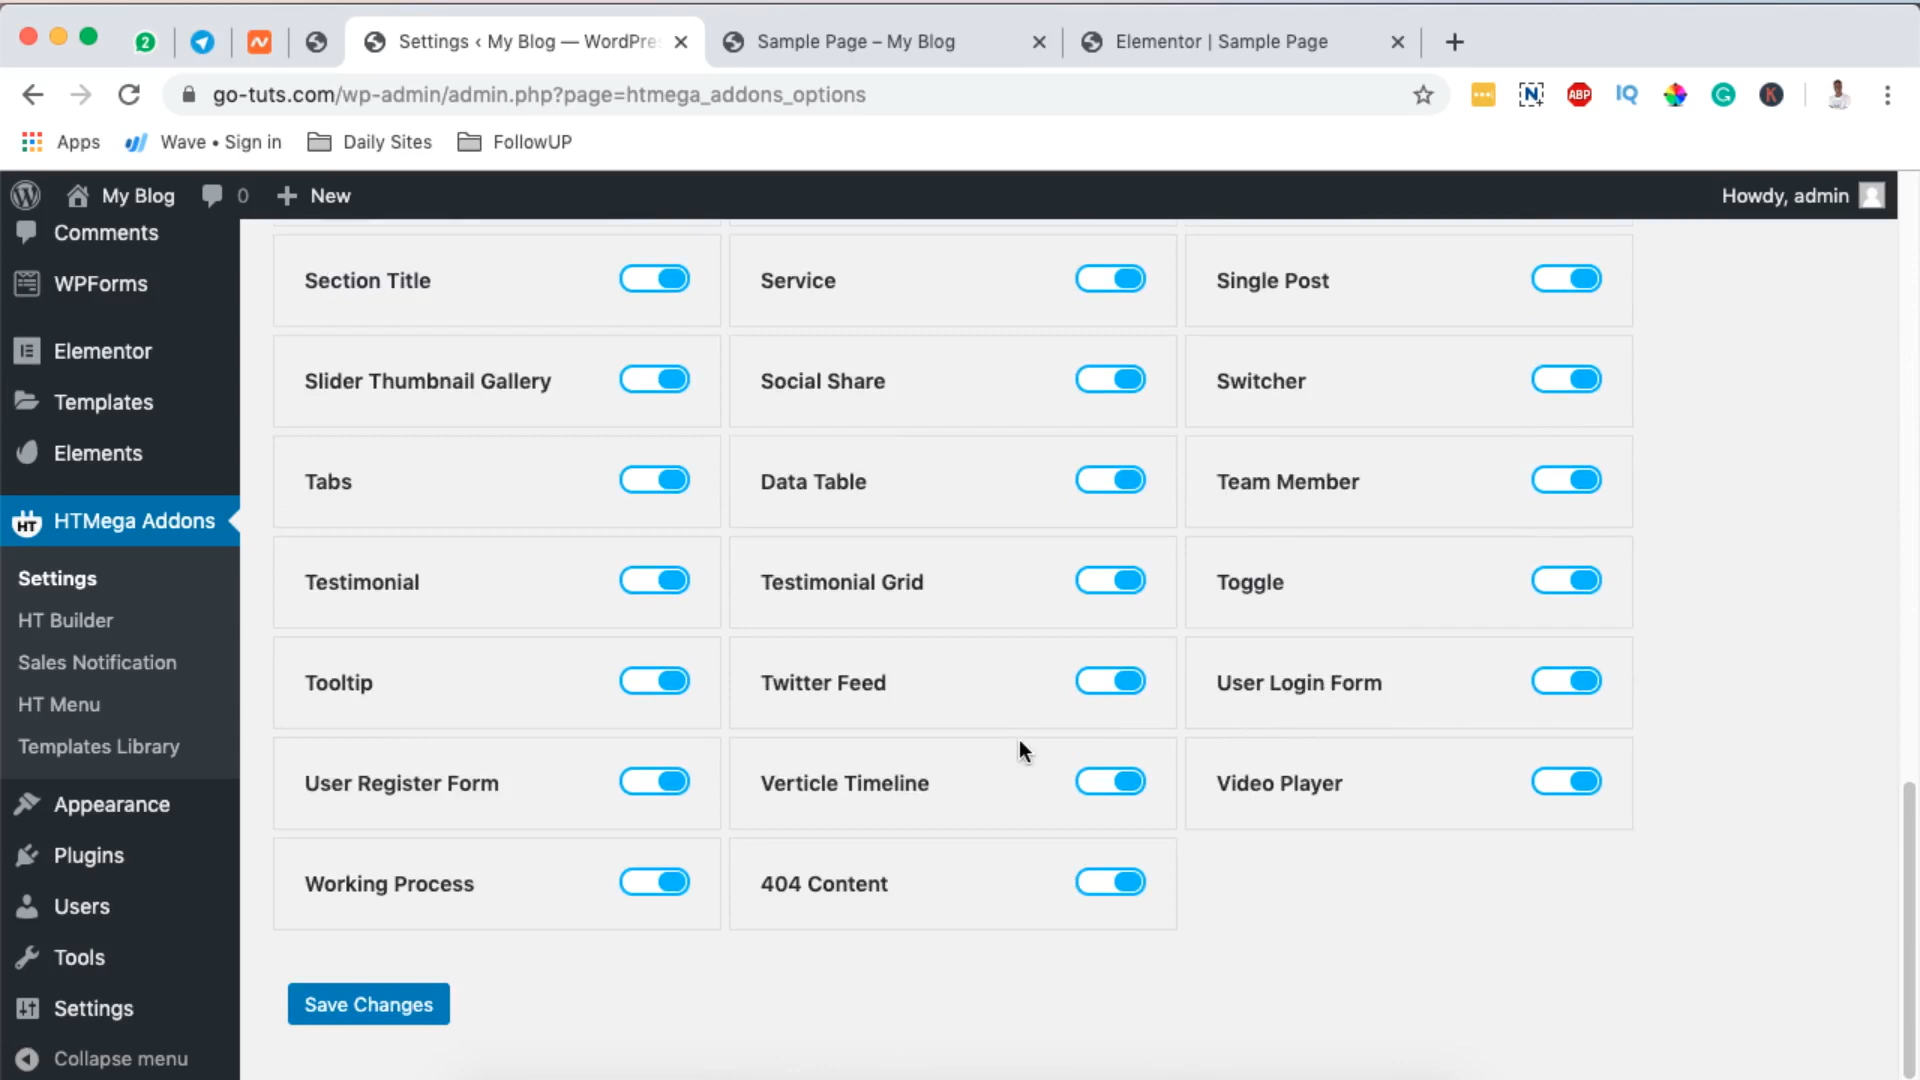 2
Settings ‹ My Blog — WordPre
Sample Page – My Blog
Elementor | Sample Page
go-tuts.com/wp-admin/admin.php?page=htmega_addons_options
N
ABP
IQ
G
K
Apps
Wave • Sign in
Daily Sites
FollowUP
My Blog
0
New
Howdy, admin
Comments
WPForms
Elementor
Templates
Elements
HT
HTMega Addons
Settings
HT Builder
Sales Notification
HT Menu
Templates Library
Appearance
Plugins
Users
Tools
Settings
Collapse menu
Section Title
Service
Single Post
Slider Thumbnail Gallery
Social Share
Switcher
Tabs
Data Table
Team Member
Testimonial
Testimonial Grid
Toggle
Tooltip
Twitter Feed
User Login Form
User Register Form
Verticle Timeline
Video Player
Working Process
404 Content
Save Changes